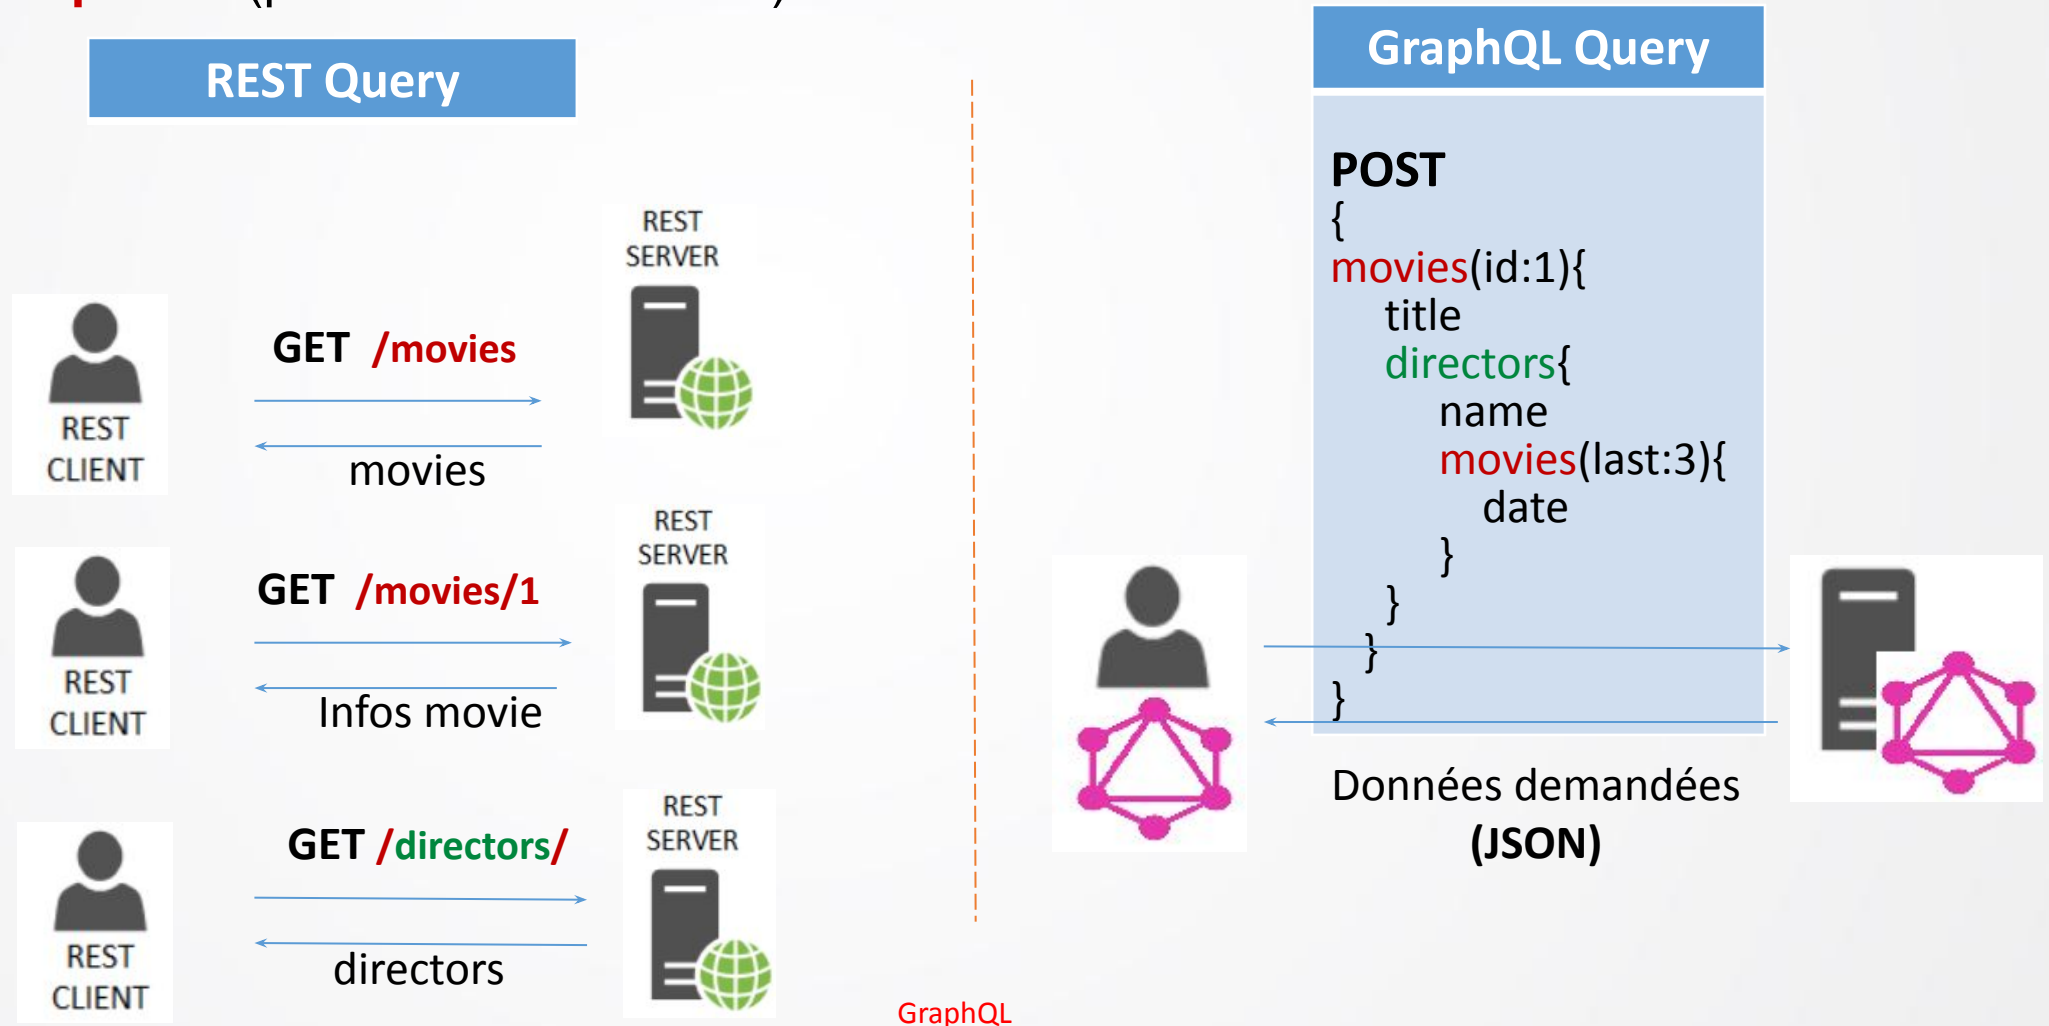 REST Query
REST
SERVER
GET /movies
REST
CLIENT
movies
REST
SERVER
GET /movies/1
REST
CLIENT
Infos movie
REST
SERVER
GET /directors/
REST
CLIENT
directors
GraphQL Query
POST
{
movies(id:1){
title
directors{
name
movies(last:3){
date
}
}
}
}
Données demandées
(JSON)
GraphQL